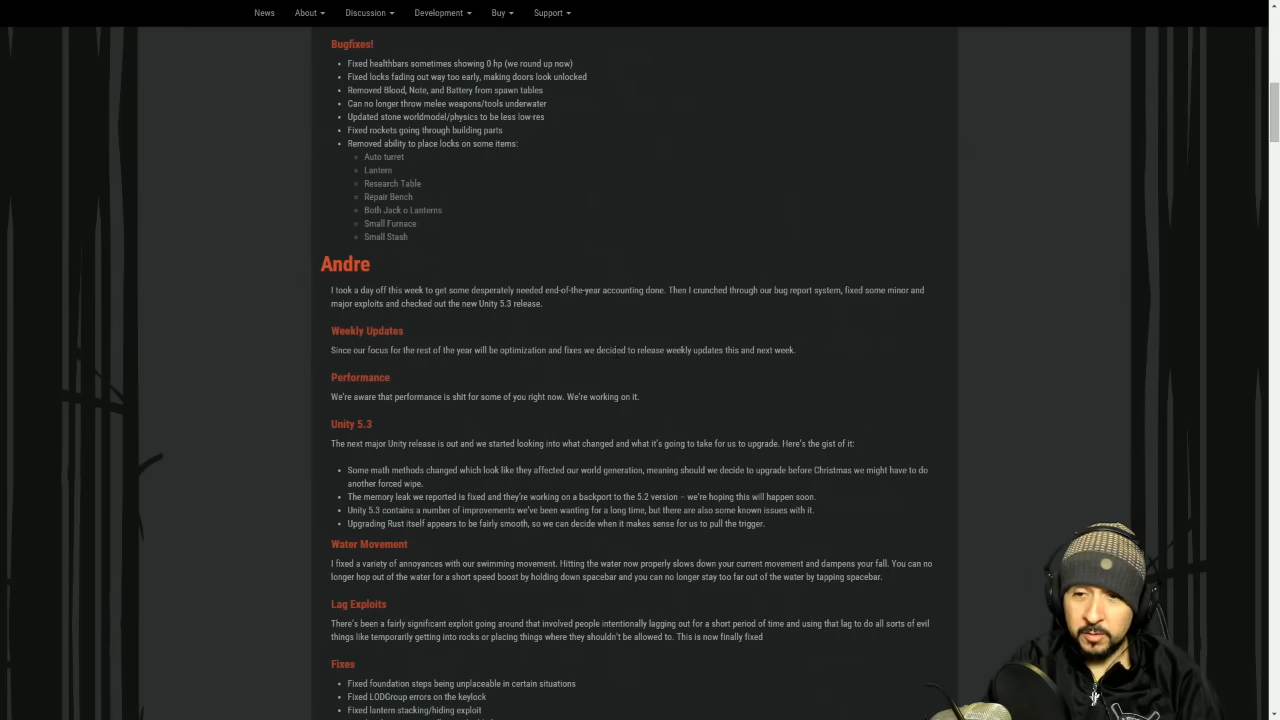 News About Discussion Development Buy Support
Bugfixes!
Fixed healthbars sometimes showing 0 hp (we round up now)
Fixed locks fading out way too early, making doors look unlocked
Removed Blood, Note, and Battery from spawn tables
Can no longer throw melee weapons/tools underwater
Updated stone worldmodel/physics to be less low-res
Fixed rockets going through building parts
Removed ability to place locks on some items:
Auto turret
Lantern
Research Table
Repair Bench
Both Jack o Lanterns
Small Furnace
Small Stash
Andre
I took a day off this week to get some desperately needed end-of-the-year accounting done. Then I crunched through our bug report system, fixed some minor and
major exploits and checked out the new Unity 5.3 release.
Weekly Updates
Since our focus for the rest of the year will be optimization and fixes we decided to release weekly updates this and next week.
Performance
We're aware that performance is shit for some of you right now. We're working on it.
Unity 5.3
The next major Unity release is out and we started looking into what changed and what it's going to take for us to upgrade. Here's the gist of it:
Some math methods changed which look like they affected our world generation, meaning should we decide to upgrade before Christmas we might have to do
another forced wipe.
The memory leak we reported is fixed and they're working on a backport to the 5.2 version – we're hoping this will happen soon.
Unity 5.3 contains a number of improvements we've been wanting for a long time, but there are also some known issues with it.
Upgrading Rust itself appears to be fairly smooth, so we can decide when it makes sense for us to pull the trigger.
Water Movement
I fixed a variety of annoyances with our swimming movement. Hitting the water now properly slows down your current movement and dampens your fall. You can no
longer hop out of the water for a short speed boost by holding down spacebar and you can no longer stay too far out of the water by tapping spacebar.
Lag Exploits
There's been a fairly significant exploit going around that involved people intentionally lagging out for a short period of time and using that lag to do all sorts of evil
things like temporarily getting into rocks or placing things where they shouldn't be allowed to. This is now finally fixed
Fixes
Fixed foundation steps being unplaceable in certain situations
Fixed LODGroup errors on the keylock
Fixed lantern stacking/hiding exploit